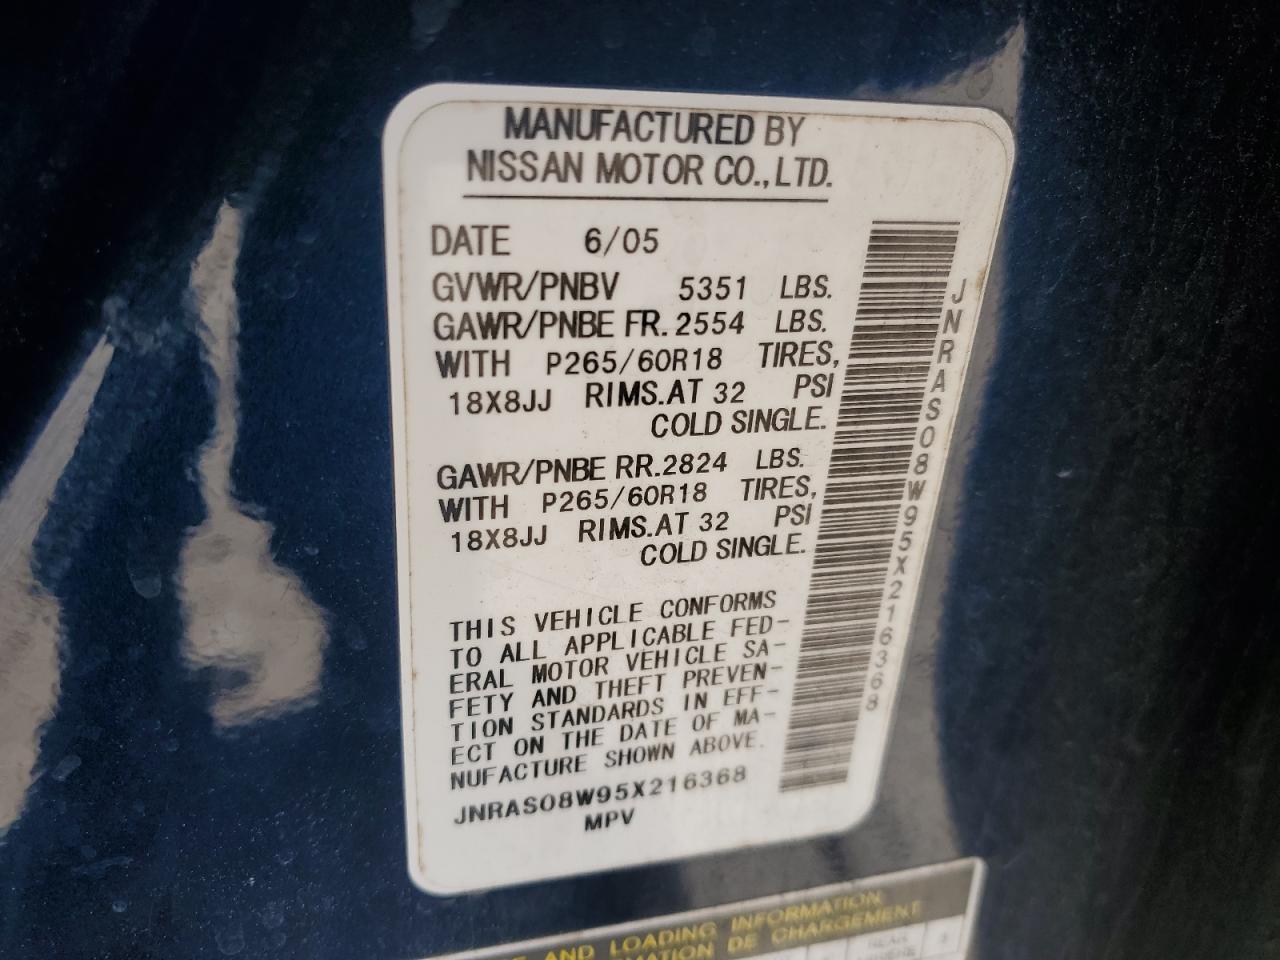 MANUFACTURED BY
NISSAN MOTOR CO., LTD.
DATE 6/05
GVWR/PNBV 5351 LBS.
GAWR/PNBE FR. 2554 LBS.
WITH P265/60R18 TIRES,
18X8JJ RIMS. AT 32 PSI
COLD SINGLE.
GAWR/PNBE RR. 2824 LBS.
WITH P265/60R18 TIRES,
18X8JJ RIMS. AT 32 PSI
COLD SINGLE.
THIS VEHICLE CONFORMS
TO ALL APPLICABLE FED-
ERAL MOTOR VEHICLE SA-
FETY AND THEFT PREVEN-
TION STANDARDS IN EFF-
ECT ON THE DATE OF MA-
NUFACTURE SHOWN ABOVE.
JNRAS08W95X216368
MPV
JNRAS08W95X216368
AND LOADING INFORMATION
DE CHARGEMENT
REAR